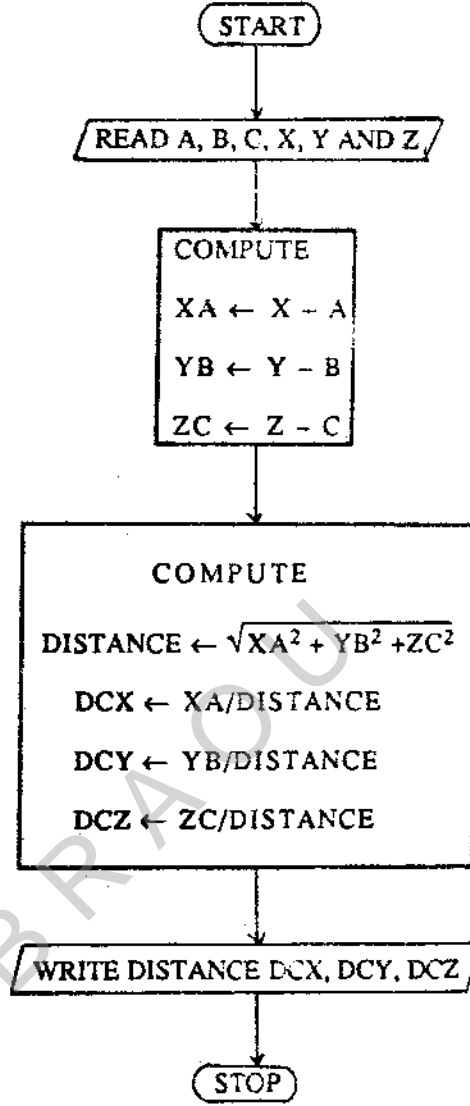 START
READ A, B, C, X, Y AND Z
COMPUTE
XA ← X – A
YB ← Y – B
ZC ← Z – C
COMPUTE
DISTANCE ← √XA² + YB² +ZC²
DCX ← XA/DISTANCE
DCY ← YB/DISTANCE
DCZ ← ZC/DISTANCE
WRITE DISTANCE DCX, DCY, DCZ
STOP
BRAOU